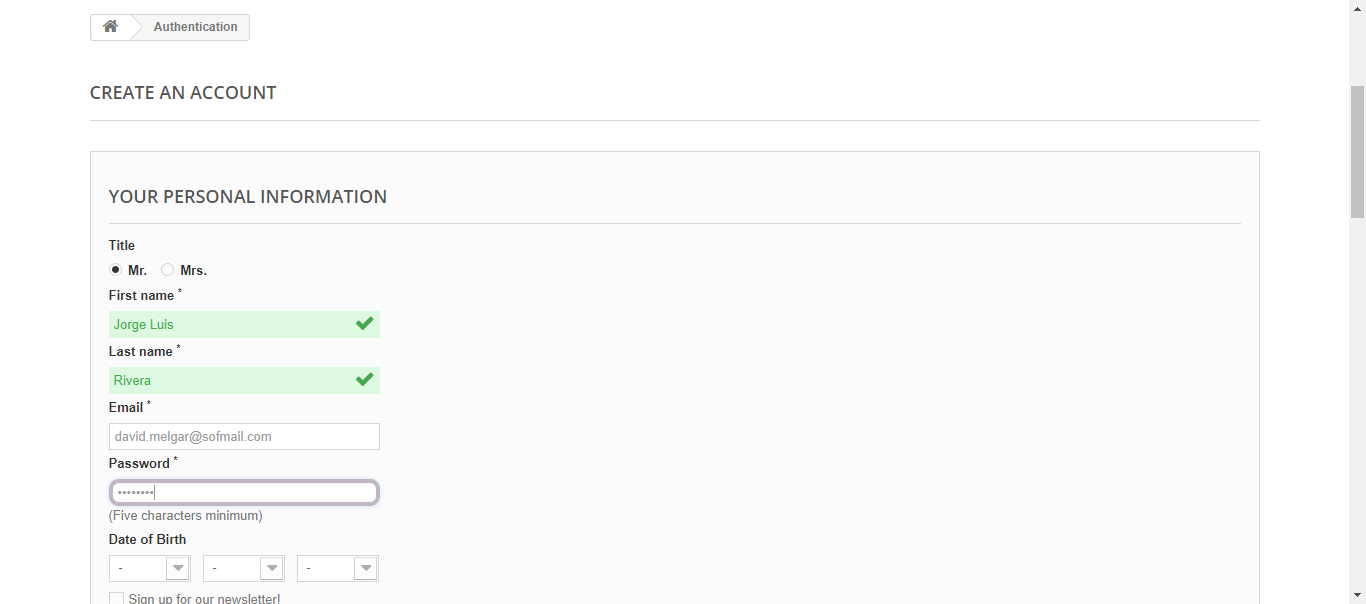 Authentication
CREATE AN ACCOUNT
YOUR PERSONAL INFORMATION
Title
Mr. Mrs.
First name *
Jorge Luis
Last name *
Rivera
Email *
david.melgar@sofmail.com
Password *
••••••••
(Five characters minimum)
Date of Birth
- - -
Sign up for our newsletter!